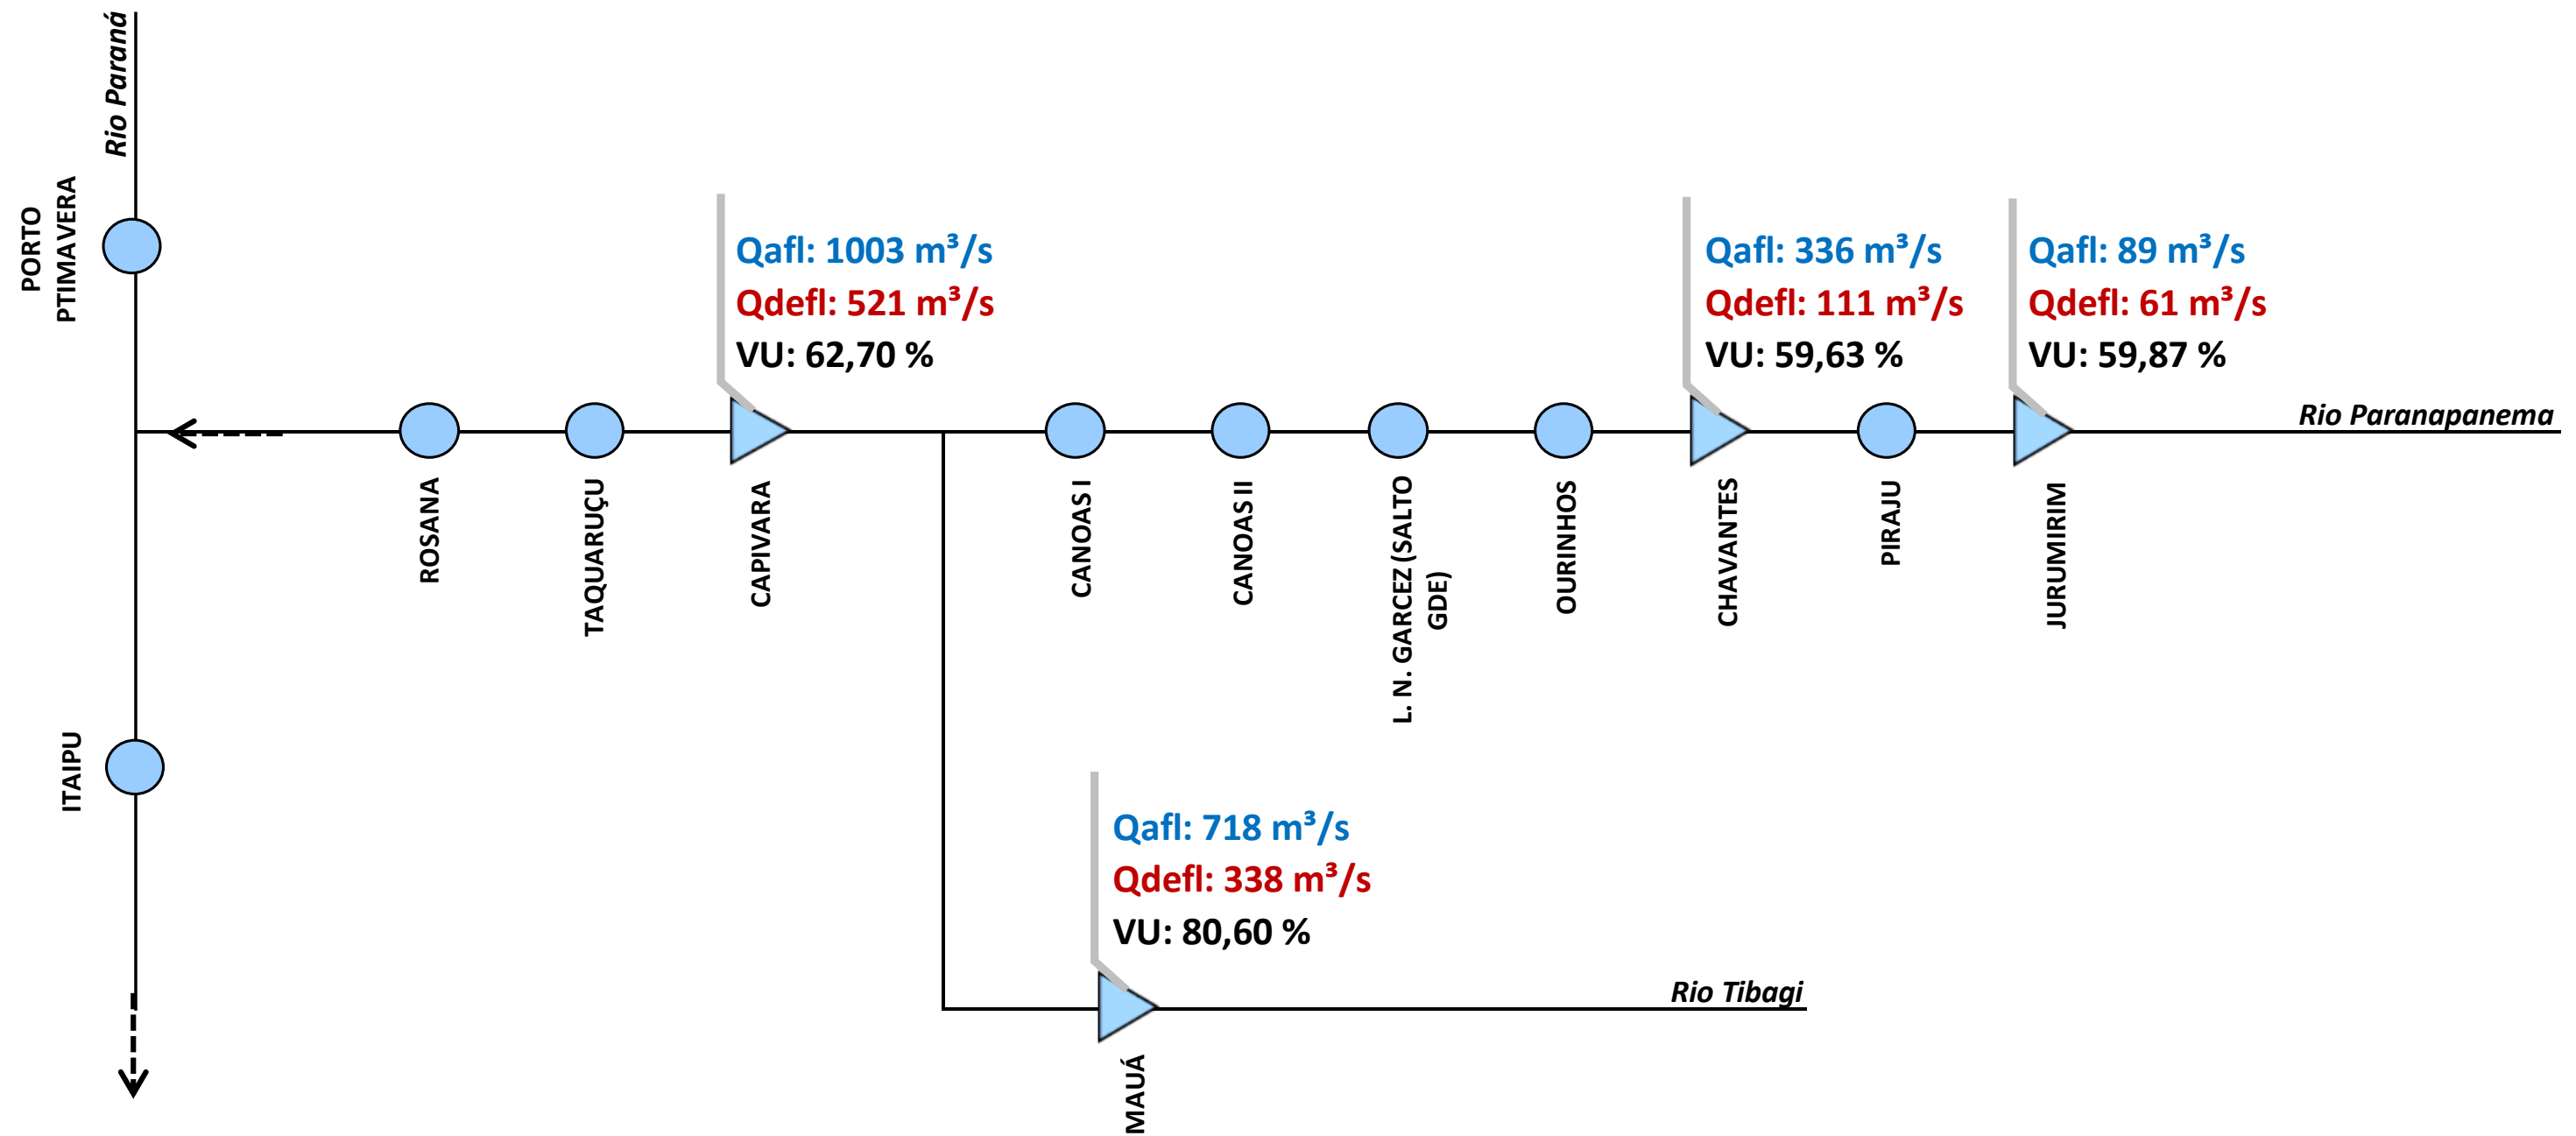 Rio Paraná
PORTO
PTIMAVERA
Qafl: 1003 m³/s
Qdefl: 521 m³/s
VU: 62,70 %
Qafl: 336 m³/s
Qdefl: 111 m³/s
VU: 59,63 %
Qafl: 89 m³/s
Qdefl: 61 m³/s
VU: 59,87 %
Rio Paranapanema
ROSANA
TAQUARUÇU
CAPIVARA
CANOAS I
CANOAS II
L. N. GARCEZ (SALTO
GDE)
OURINHOS
CHAVANTES
PIRAJU
JURUMIRIM
ITAIPU
Qafl: 718 m³/s
Qdefl: 338 m³/s
VU: 80,60 %
Rio Tibagi
MAUÁ